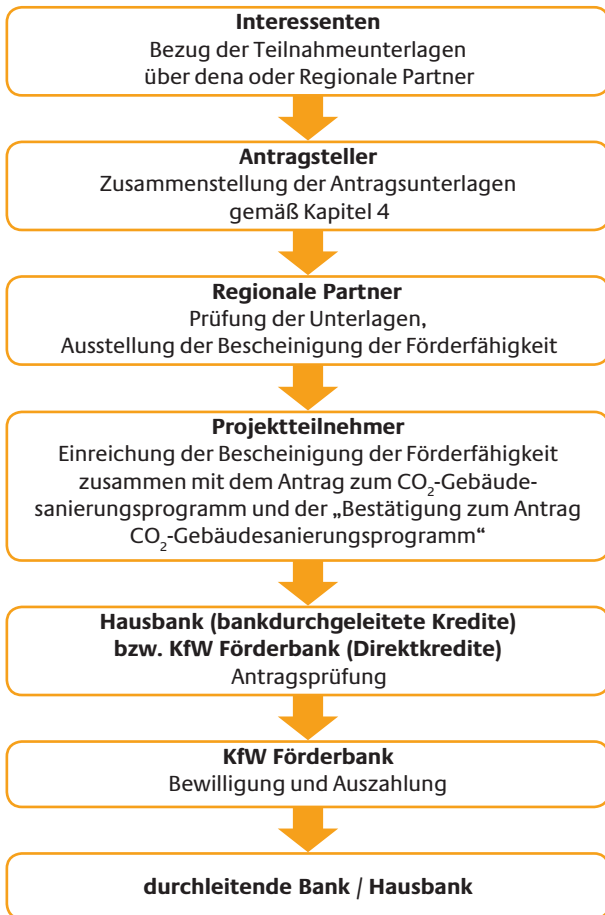 Interessenten
Bezug der Teilnahmeunterlagen
über dena oder Regionale Partner
Antragsteller
Zusammenstellung der Antragsunterlagen
gemäß Kapitel 4
Regionale Partner
Prüfung der Unterlagen,
Ausstellung der Bescheinigung der Förderfähigkeit
Projektteilnehmer
Einreichung der Bescheinigung der Förderfähigkeit
zusammen mit dem Antrag zum CO₂-Gebäude-
sanierungsprogramm und der „Bestätigung zum Antrag
CO₂-Gebäudesanierungsprogramm“
Hausbank (bankdurchgeleitete Kredite)
bzw. KfW Förderbank (Direktkredite)
Antragsprüfung
KfW Förderbank
Bewilligung und Auszahlung
durchleitende Bank / Hausbank